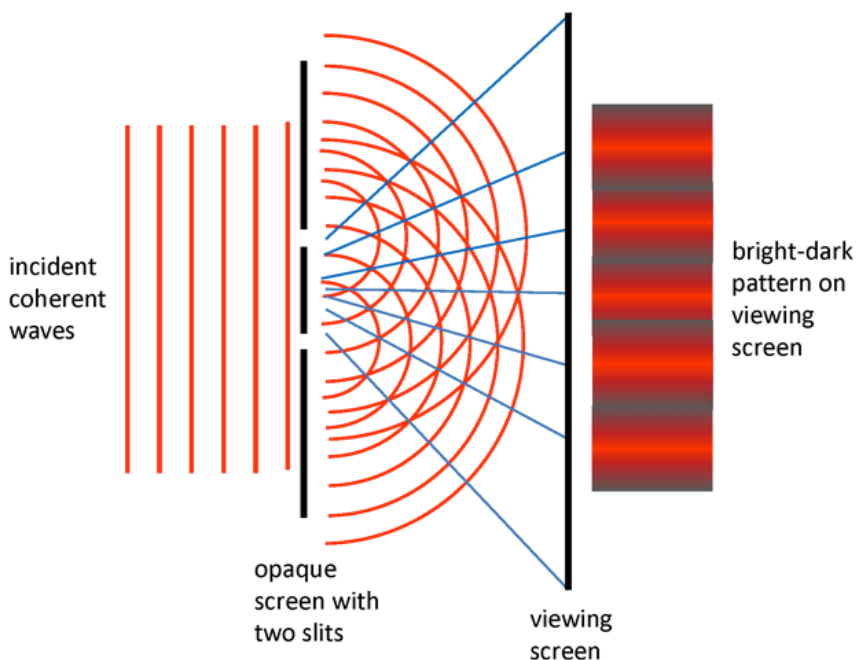 incident
coherent
waves
opaque
screen with
two slits
viewing
screen
bright-dark
pattern on
viewing
screen